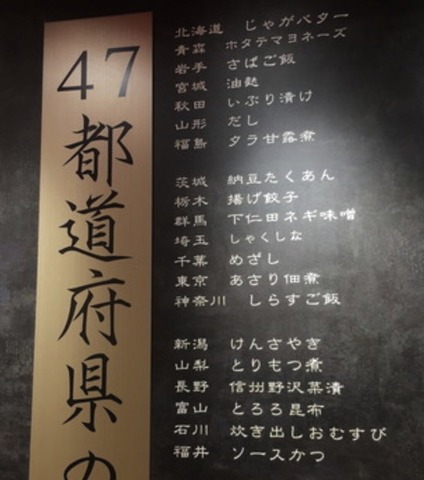 47都道府県の
北海道 じゃがバター
青森 ホタテマヨネーズ
岩手 さばご飯
宮城 油麩
秋田 いぶり漬け
山形 だし
福島 タラ甘露煮
茨城 納豆たくあん
栃木 揚げ餃子
群馬 下仁田ネギ味噌
埼玉 しゃくしな
千葉 めざし
東京 あさり佃煮
神奈川 しらすご飯
新潟 けんさやき
山梨 とりもつ煮
長野 信州野沢菜漬
富山 とろろ昆布
石川 炊き出しおむすび
福井 ソースかつ